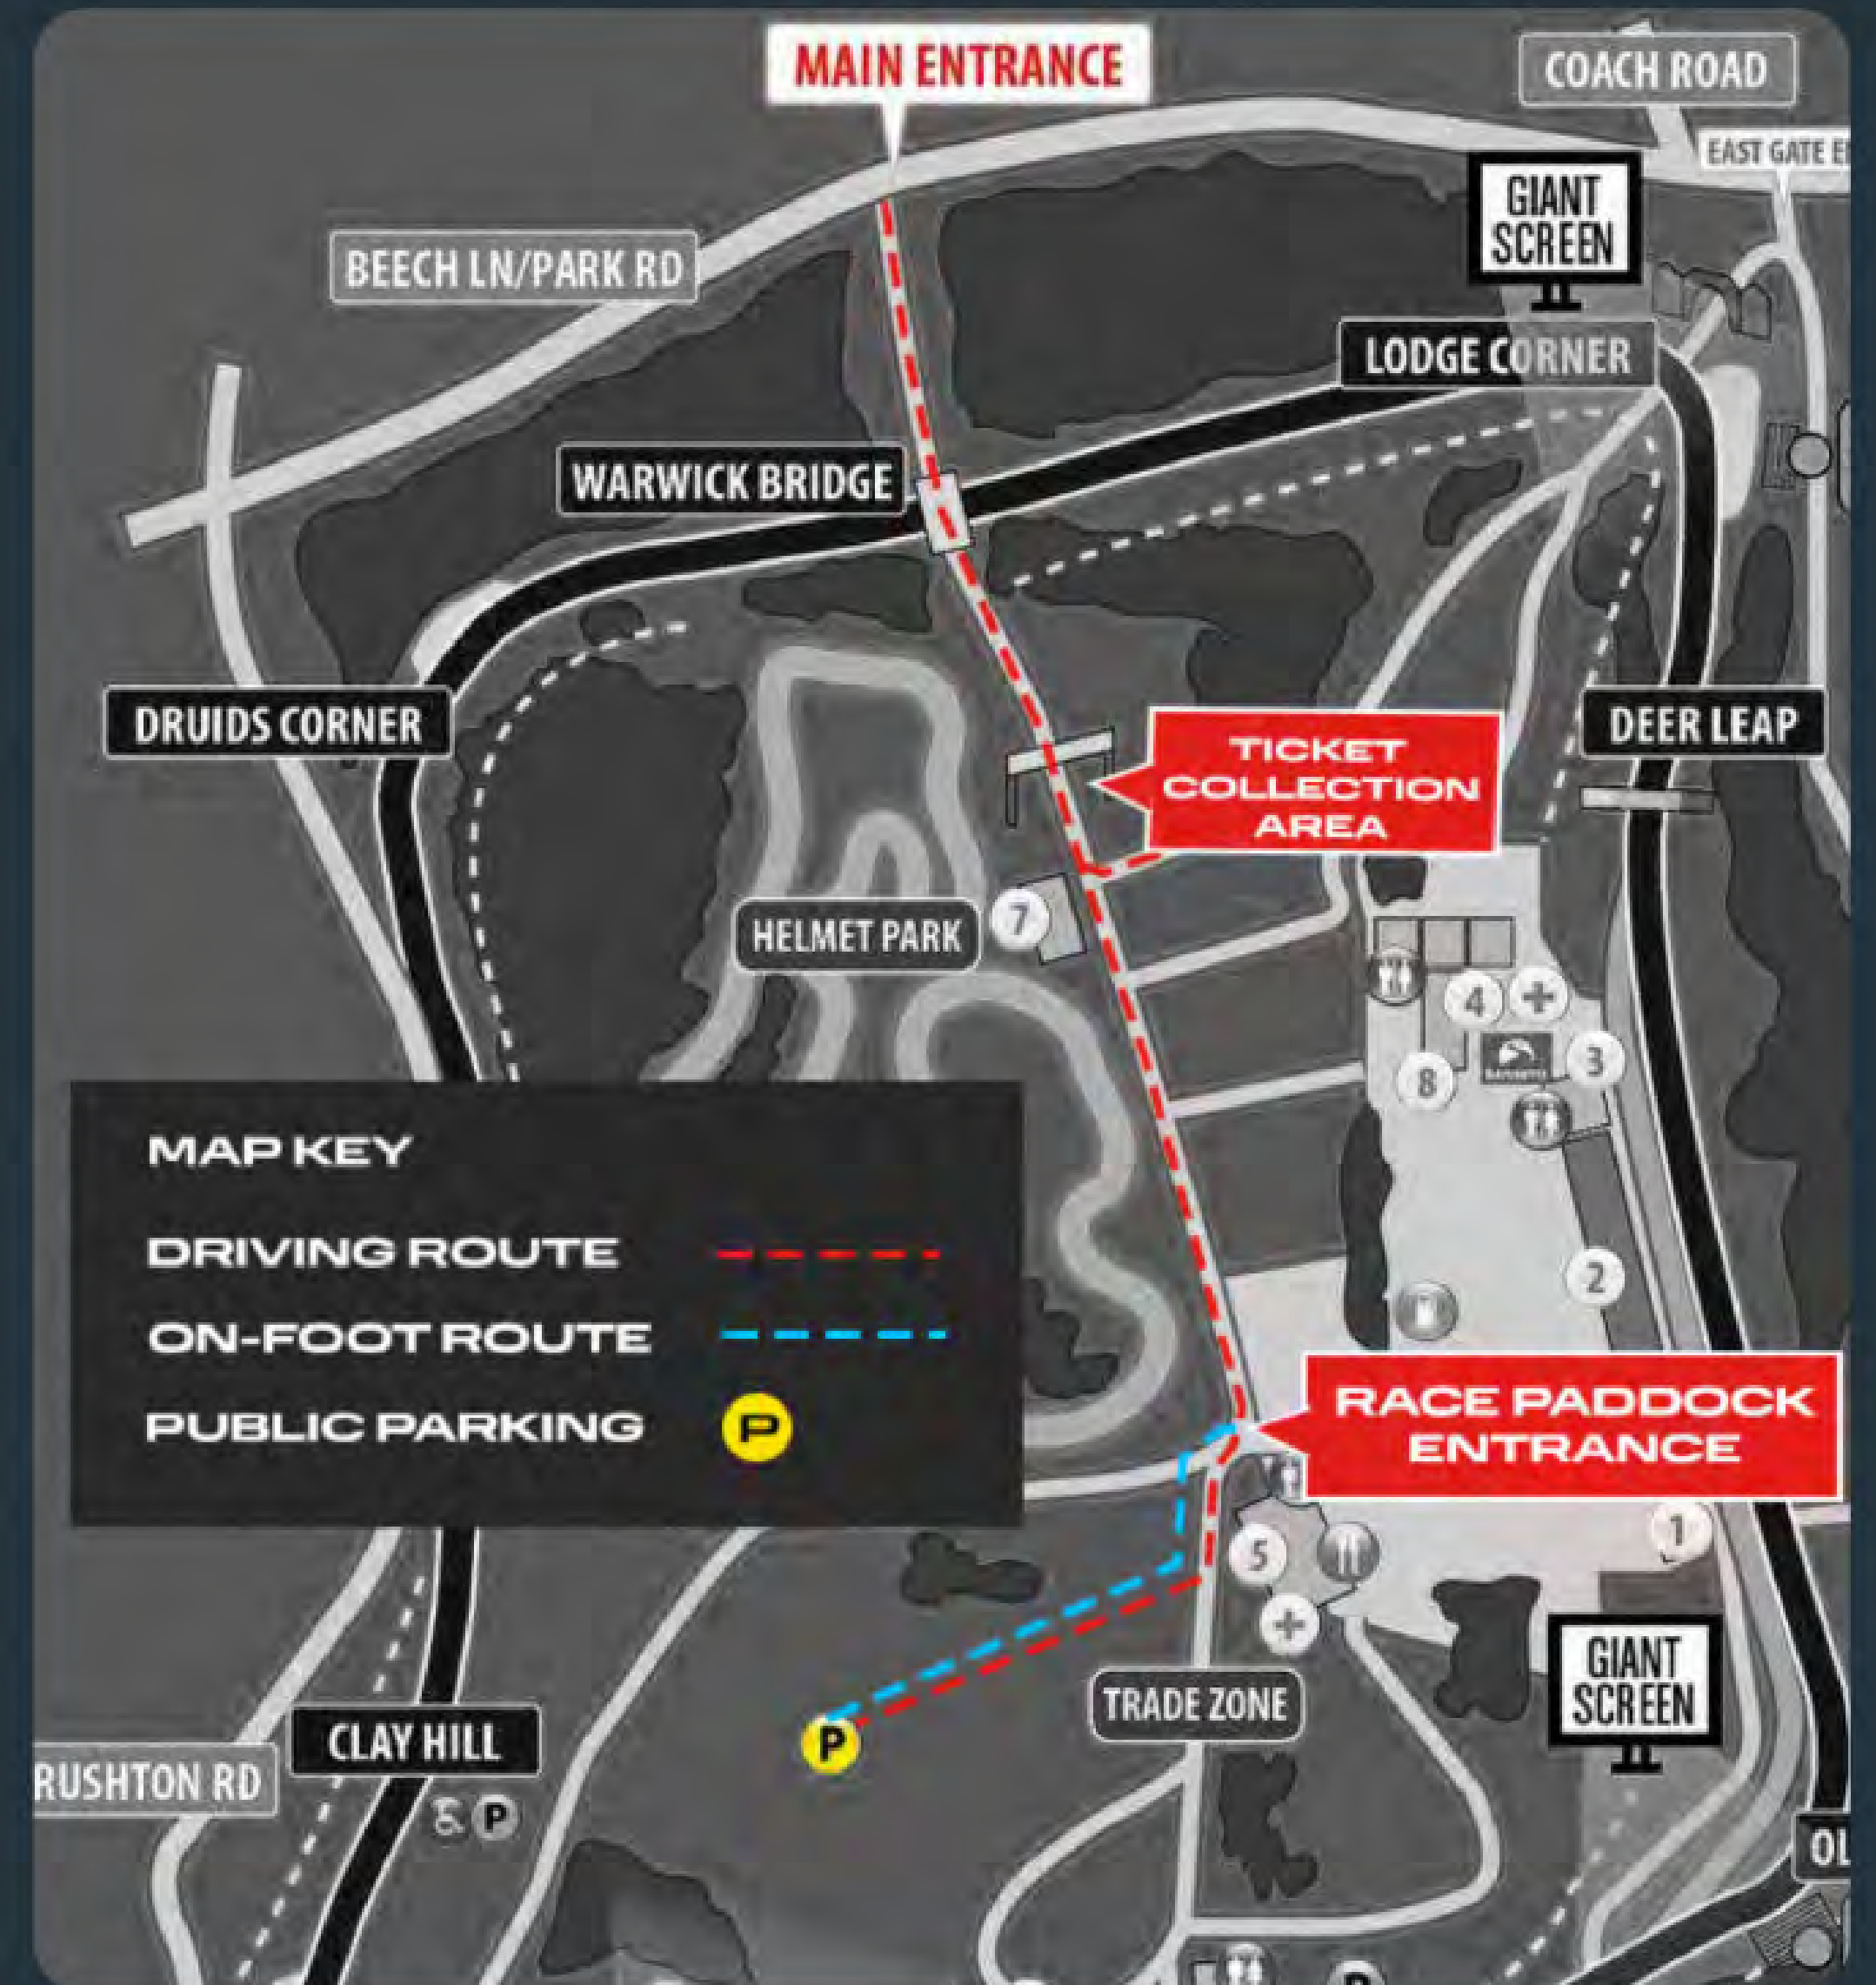 MAIN ENTRANCE
COACH ROAD
EAST GATE
GIANT
SCREEN
BEECH LN/PARK RD
LODGE CORNER
WARWICK BRIDGE
DRUIDS CORNER
DEER LEAP
TICKET
COLLECTION
AREA
7
HELMET PARK
4
3
8
MAP KEY
DRIVING ROUTE
ON-FOOT ROUTE
PUBLIC PARKING
P
2
RACE PADDOCK
ENTRANCE
1
5
GIANT
SCREEN
TRADE ZONE
P
CLAY HILL
RUSHTON RD
P
OL